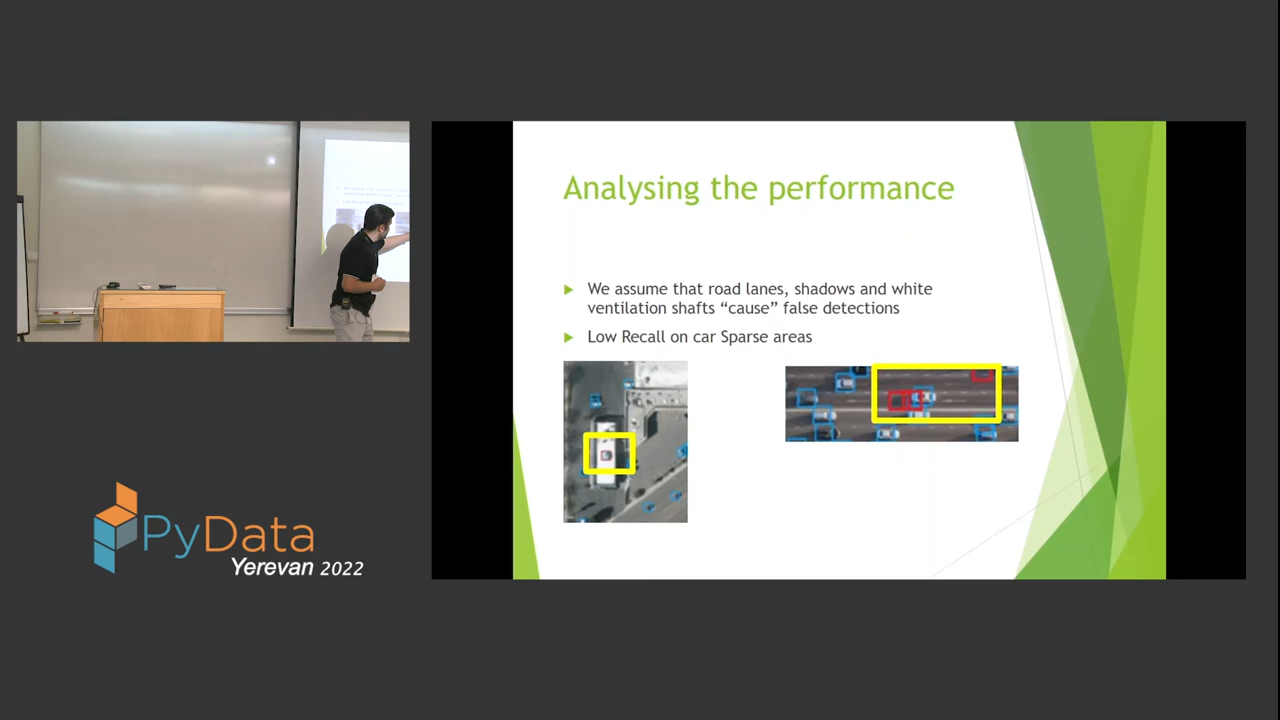 Analysing the performance
We assume that road lanes, shadows and white
ventilation shafts “cause” false detections
Low Recall on car Sparse areas
PyData
Yerevan 2022